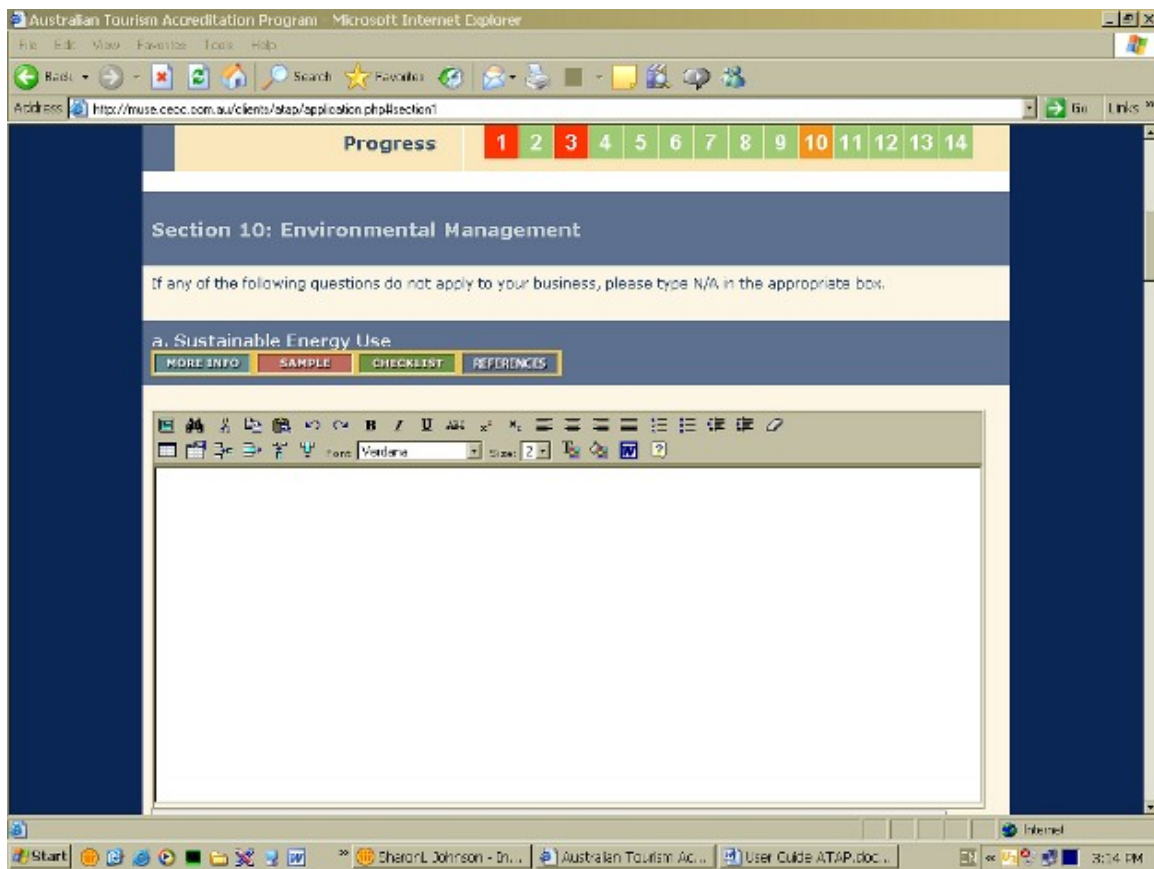 Australian Tourism Accreditation Program - Microsoft Internet Explorer
File Edit View Favorites Tools Help
Back Search Favorites
Address http://muse.cecc.com.au/clients/atap/application.php#section1 Go Links »
Progress 1 2 3 4 5 6 7 8 9 10 11 12 13 14
Section 10: Environmental Management
If any of the following questions do not apply to your business, please type N/A in the appropriate box.
a. Sustainable Energy Use
MORE INFO SAMPLE CHECKLIST REFERENCES
B I U ABC
Font Verdana Size: 2
Internet
Start » SharonL Johnson - In... Australian Tourism Ac... User Guide ATAP.doc... EN « 3:14 PM